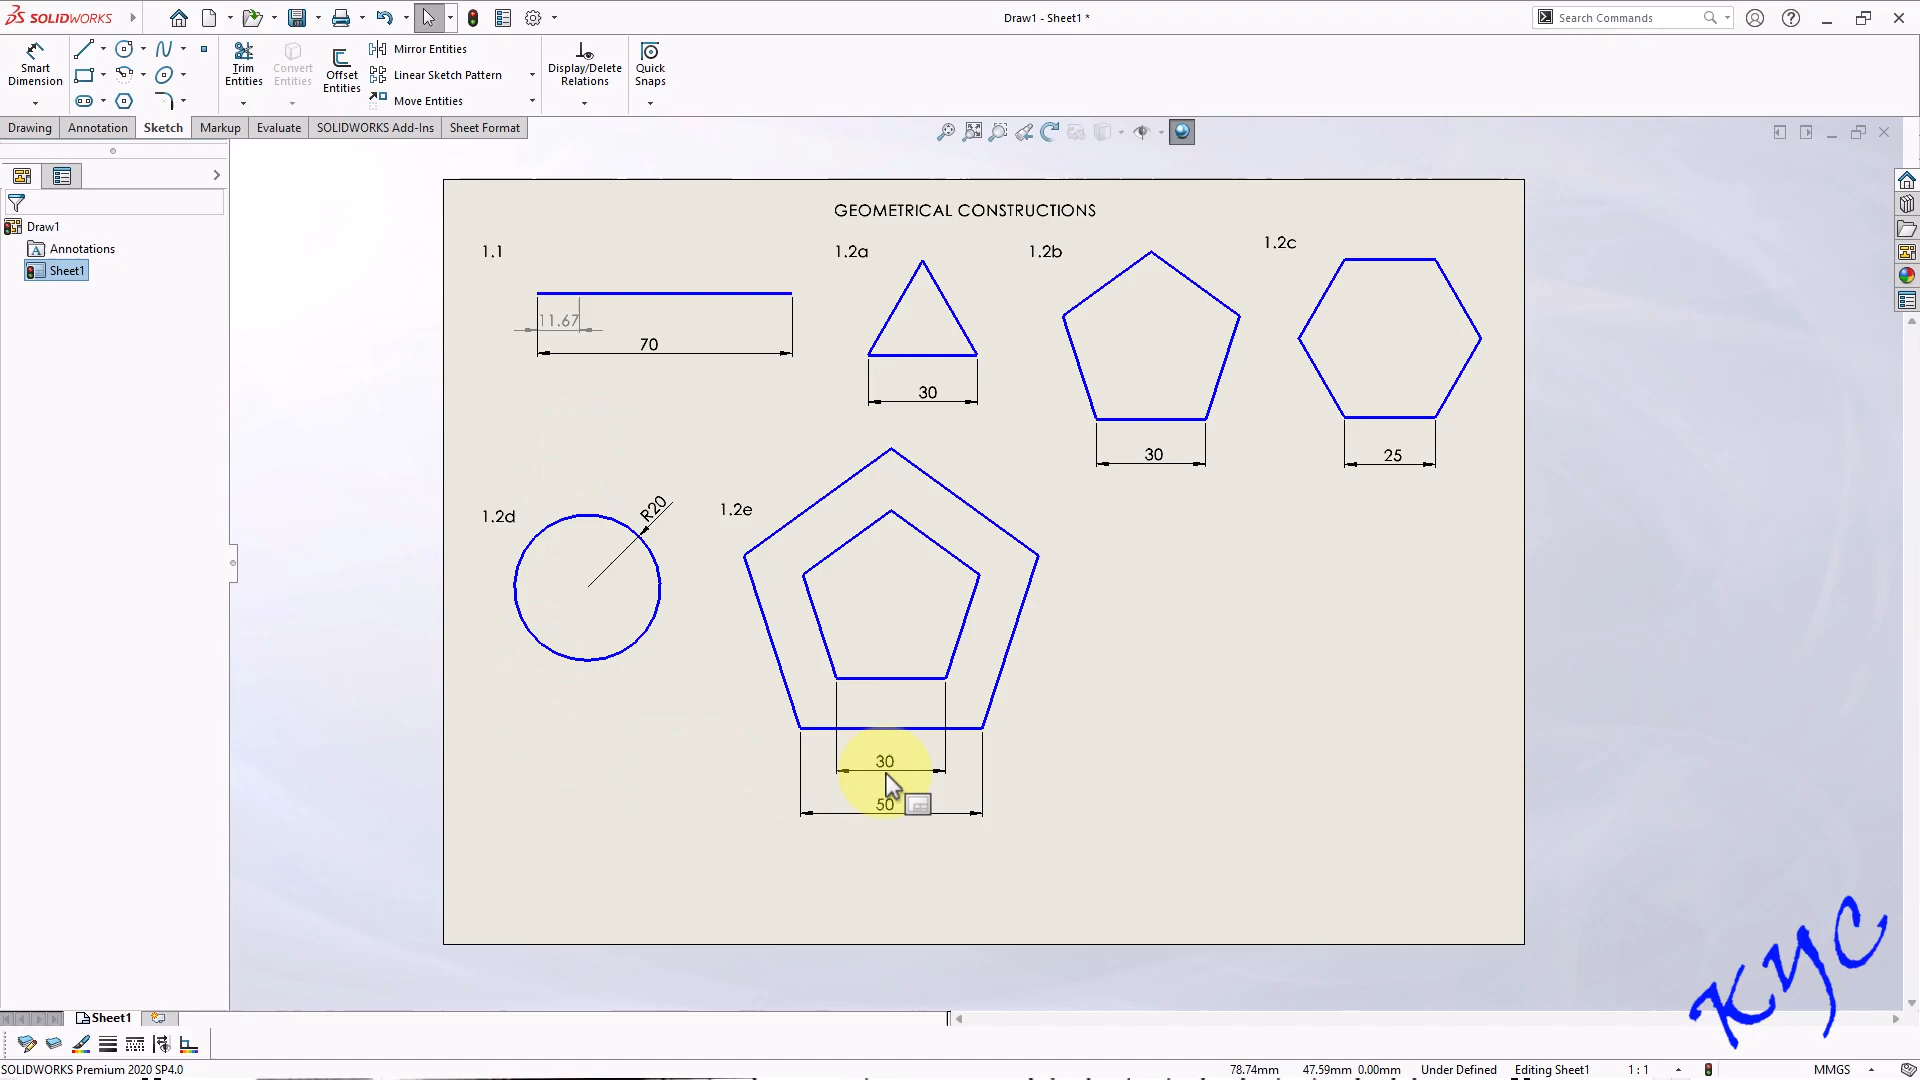 SOLIDWORKS
Draw1 - Sheet1 *
Search Commands
Smart Dimension
Trim Entities
Convert Entities
Offset Entities
Mirror Entities
Linear Sketch Pattern
Move Entities
Display/Delete Relations
Quick Snaps
Drawing
Annotation
Sketch
Markup
Evaluate
SOLIDWORKS Add-Ins
Sheet Format
Draw1
Annotations
Sheet1
GEOMETRICAL CONSTRUCTIONS
1.1
11.67
70
1.2a
30
1.2b
30
1.2c
25
1.2d
R20
1.2e
30
50
KYC
Sheet1
SOLIDWORKS Premium 2020 SP4.0
78.74mm
47.59mm 0.00mm
Under Defined
Editing Sheet1
1 : 1
MMGS